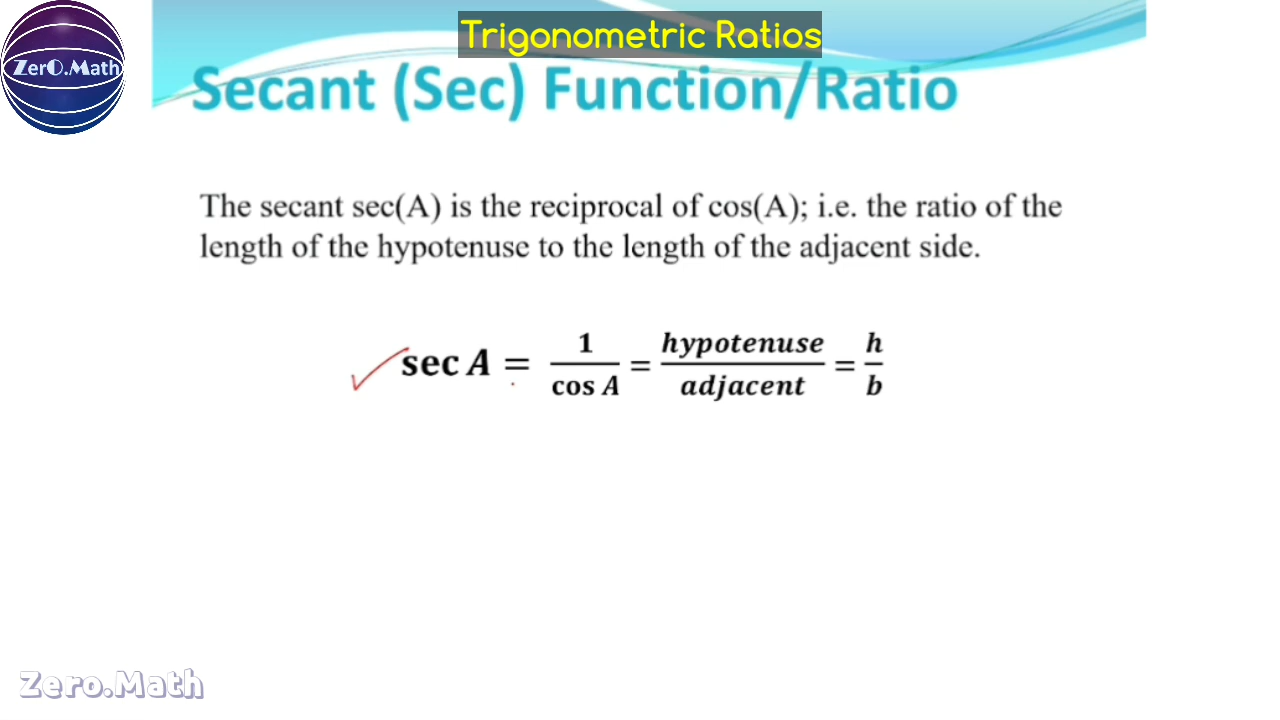 Trigonometric Ratios
ZerO.Math
Secant (Sec) Function/Ratio
The secant sec(A) is the reciprocal of cos(A); i.e. the ratio of the
length of the hypotenuse to the length of the adjacent side.
sec A = 1/cos A = hypotenuse/adjacent = h/b
Zero.Math